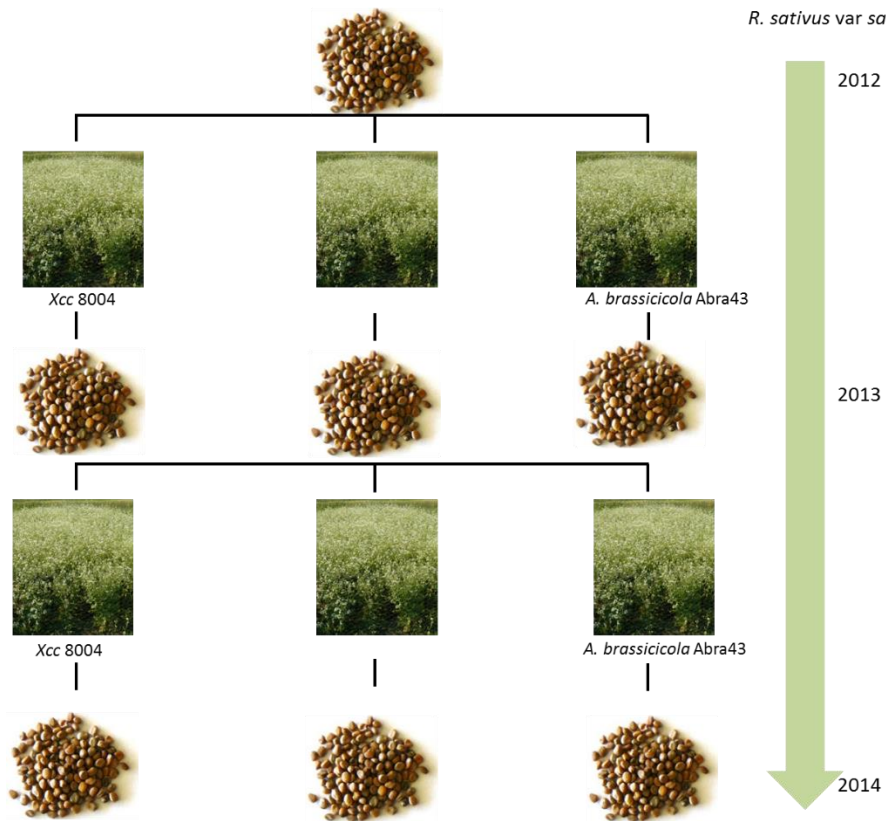 R. sativus var sa
2012
Xcc 8004
A. brassicicola Abra43
2013
Xcc 8004
A. brassicicola Abra43
2014